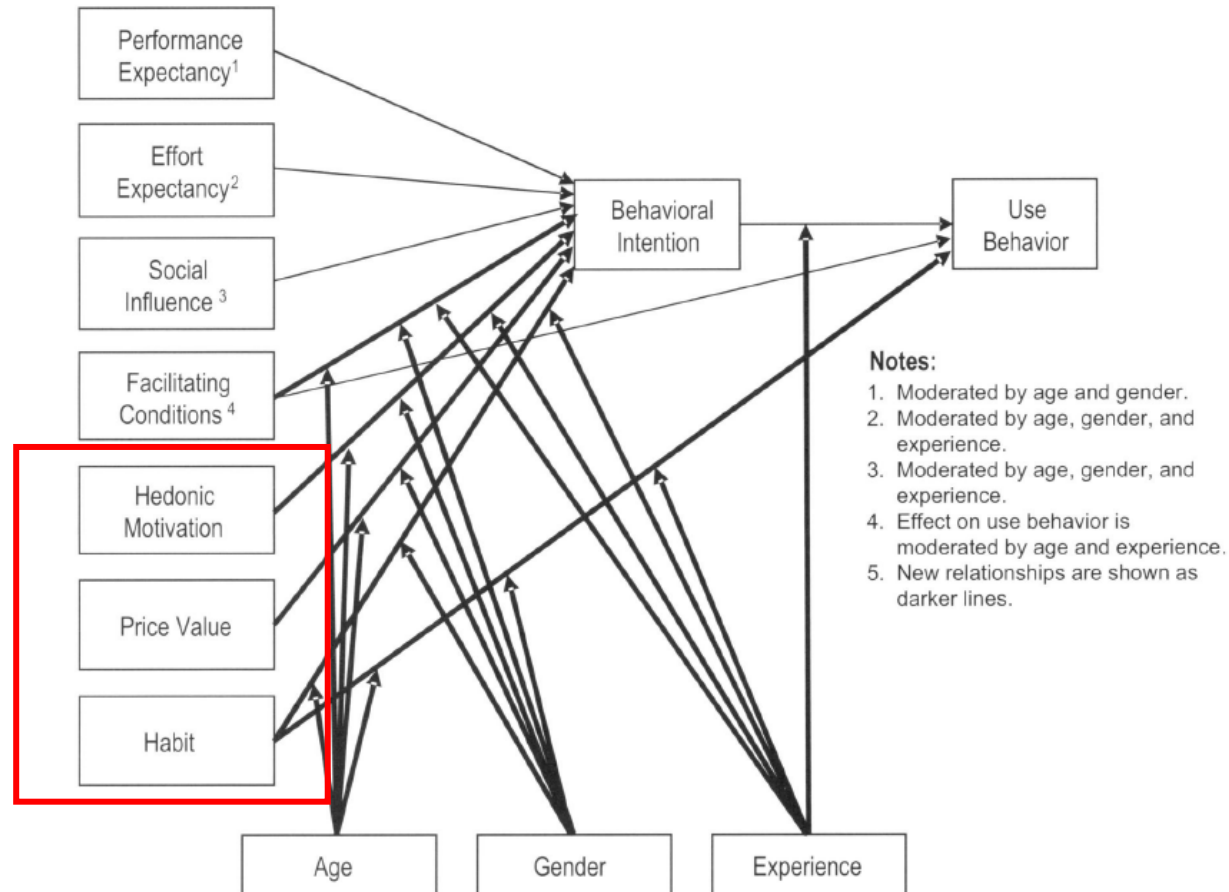 Performance
Expectancy1
Effort
Expectancy2
Social
Influence 3
Facilitating
Conditions 4
Hedonic
Motivation
Price Value
Habit
Behavioral
Intention
Use
Behavior
Notes:
1. Moderated by age and gender.
2. Moderated by age, gender, and
experience.
3. Moderated by age, gender, and
experience.
4. Effect on use behavior is
moderated by age and experience.
5. New relationships are shown as
darker lines.
Age
Gender
Experience